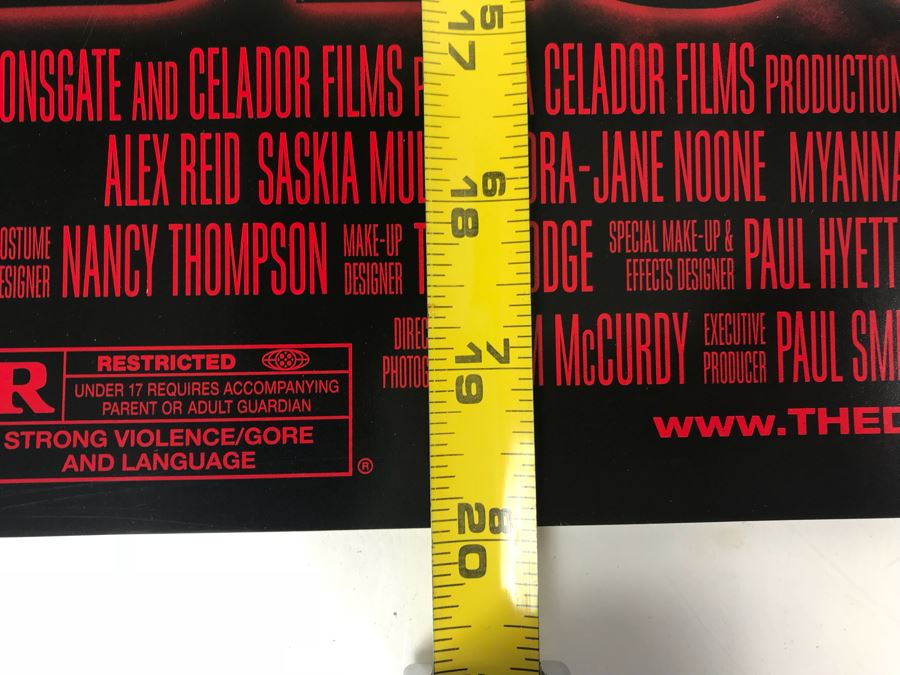 ONSGATE AND CELADOR FILMS P A CELADOR FILMS PRODUCTION
ALEX REID SASKIA MUL ORA-JANE NOONE MYANNA
OSTUME NANCY THOMPSON MAKE-UP T ODGE SPECIAL MAKE-UP & PAUL HYETT
ESIGNER DESIGNER EFFECTS DESIGNER
DIREC M McCURDY EXECUTIVE PAUL SMI
PHOTOG PRODUCER
R
RESTRICTED
UNDER 17 REQUIRES ACCOMPANYING
PARENT OR ADULT GUARDIAN
STRONG VIOLENCE/GORE
AND LANGUAGE ®
WWW.THED
5
17
6
18
7
19
8
20